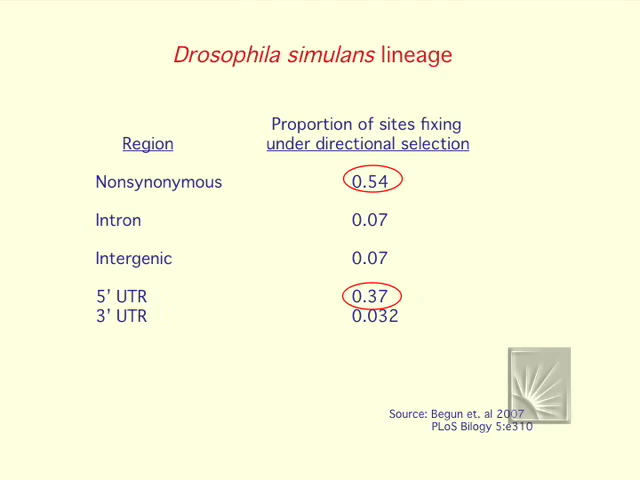 Drosophila simulans lineage
Proportion of sites fixing
Region under directional selection
Nonsynonymous 0.54
Intron 0.07
Intergenic 0.07
5’ UTR 0.37
3’ UTR 0.032
Source: Begun et. al 2007
PLoS Bilogy 5:e310